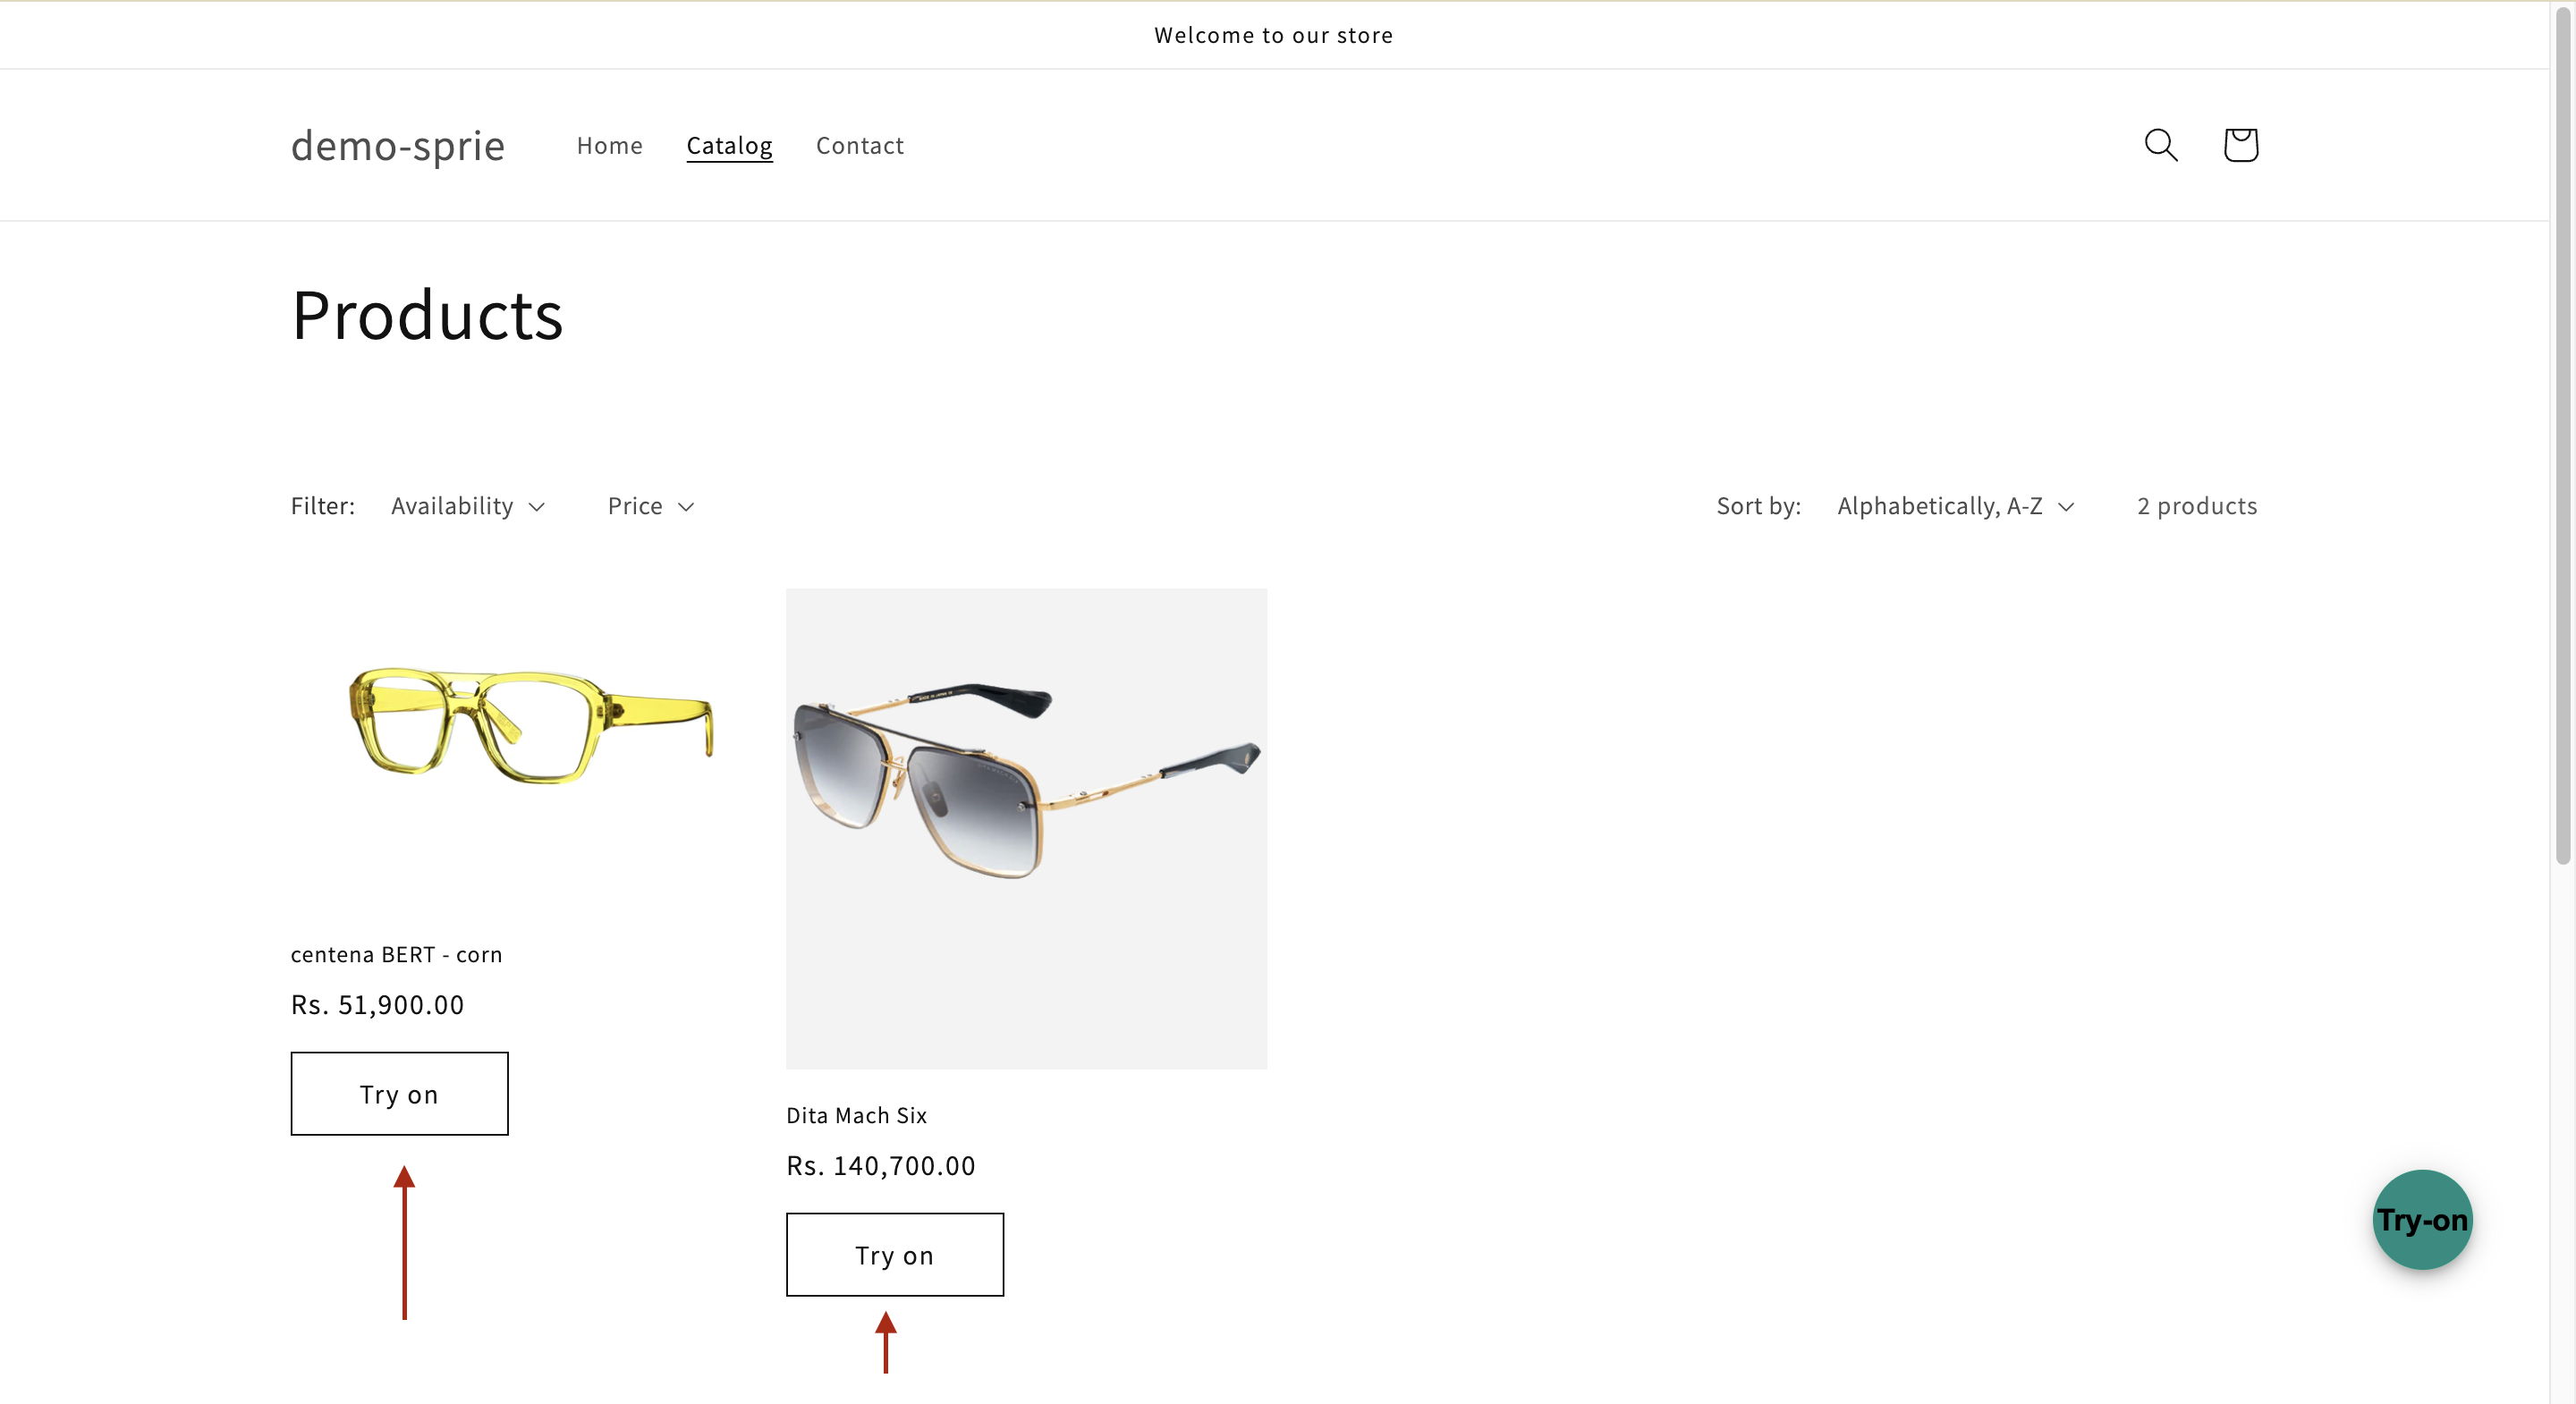 Welcome to our store
demo-sprie Home Catalog Contact
Products
Filter: Availability Price Sort by: Alphabetically, A-Z 2 products
centena BERT - corn
Rs. 51,900.00
Try on
Dita Mach Six
Rs. 140,700.00
Try on
Try-on